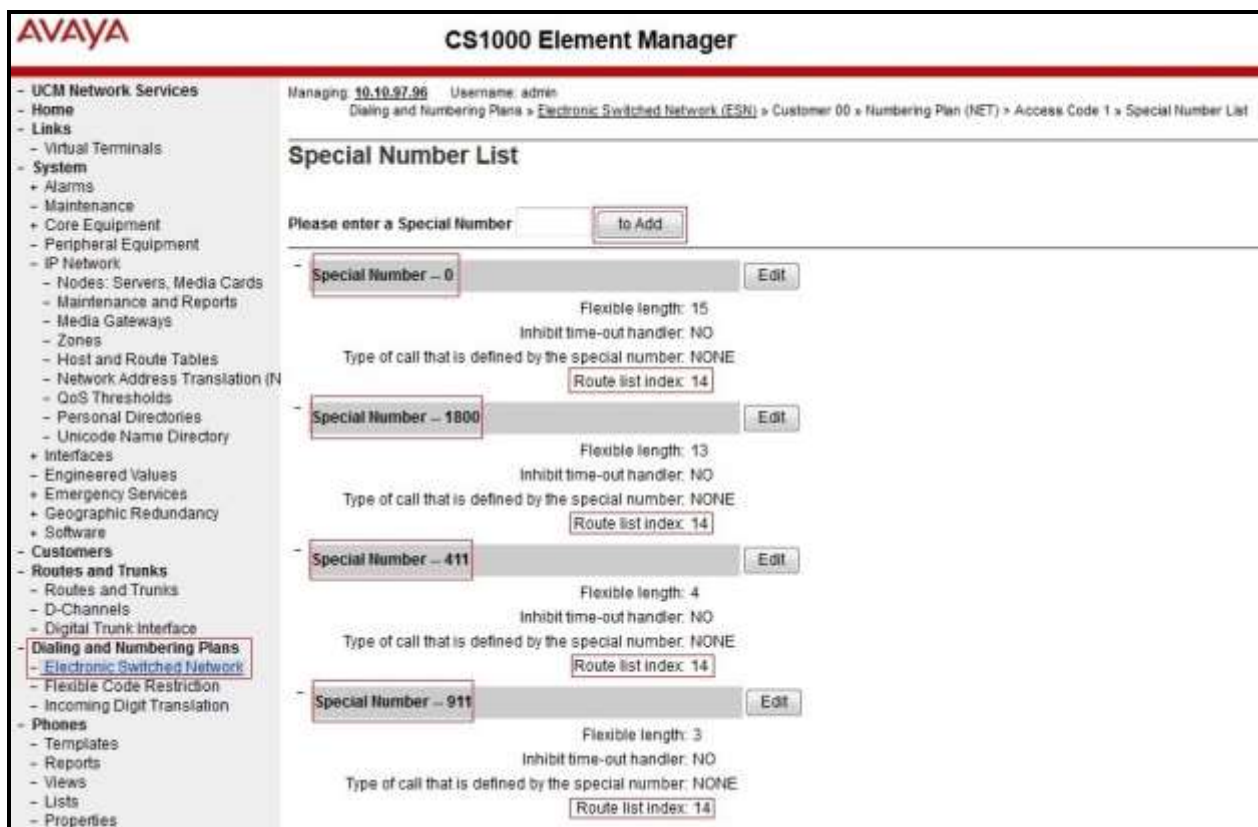 AVAYA
CS1000 Element Manager
- UCM Network Services
- Home
- Links
- Virtual Terminals
- System
+ Alarms
- Maintenance
+ Core Equipment
- Peripheral Equipment
- IP Network
- Nodes: Servers, Media Cards
- Maintenance and Reports
- Media Gateways
- Zones
- Host and Route Tables
- Network Address Translation (N
- QoS Thresholds
- Personal Directories
- Unicode Name Directory
+ Interfaces
- Engineered Values
+ Emergency Services
+ Geographic Redundancy
+ Software
- Customers
- Routes and Trunks
- Routes and Trunks
- D-Channels
- Digital Trunk Interface
- Dialing and Numbering Plans
- Electronic Switched Network
- Flexible Code Restriction
- Incoming Digit Translation
- Phones
- Templates
- Reports
- Views
- Lists
- Properties
Managing: 10.10.97.96 Username: admin
Dialing and Numbering Plans » Electronic Switched Network (ESN) » Customer 00 » Numbering Plan (NET) » Access Code 1 » Special Number List
Special Number List
Please enter a Special Number to Add
- Special Number -- 0 Edit
Flexible length: 15
Inhibit time-out handler: NO
Type of call that is defined by the special number: NONE
Route list index: 14
- Special Number -- 1800 Edit
Flexible length: 13
Inhibit time-out handler: NO
Type of call that is defined by the special number: NONE
Route list index: 14
- Special Number -- 411 Edit
Flexible length: 4
Inhibit time-out handler: NO
Type of call that is defined by the special number: NONE
Route list index: 14
- Special Number -- 911 Edit
Flexible length: 3
Inhibit time-out handler: NO
Type of call that is defined by the special number: NONE
Route list index: 14